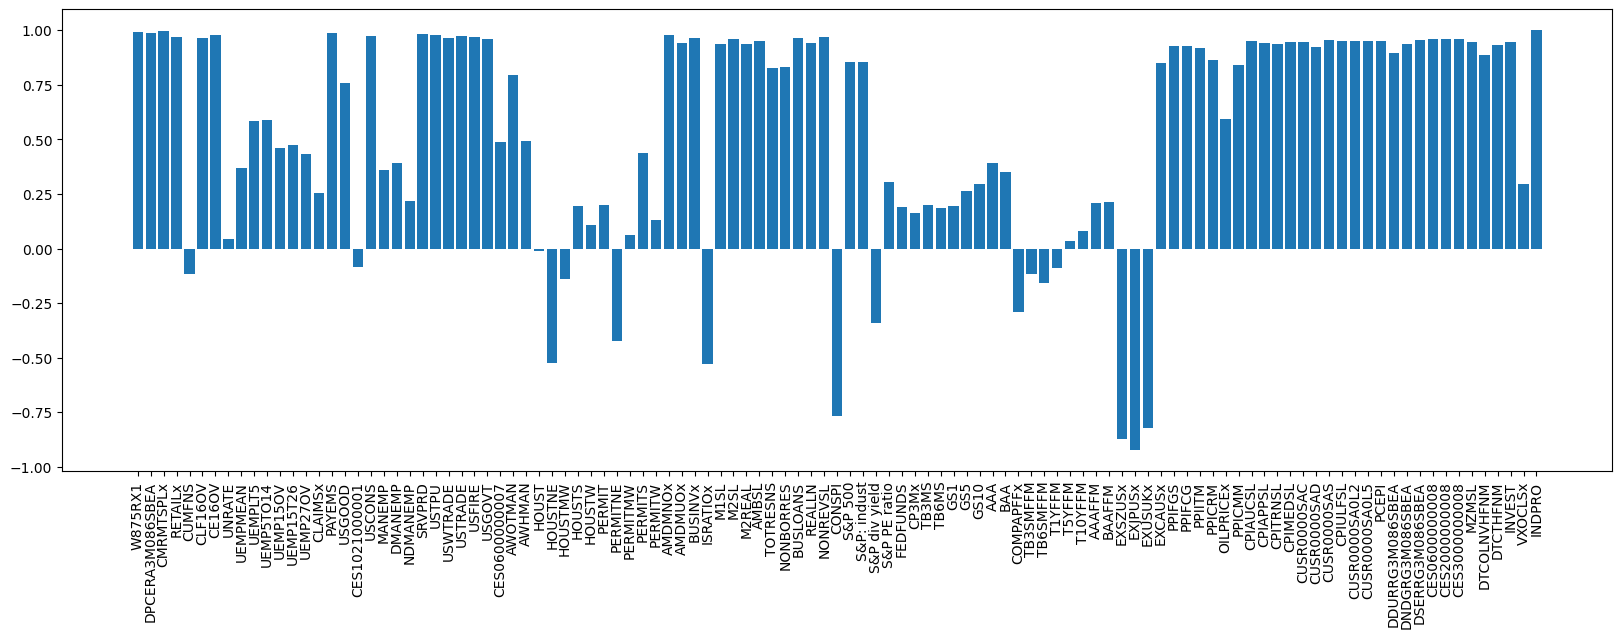 1.00
0.75
0.50
0.25
0.00
−0.25
−0.50
−0.75
−1.00
W875RX1
DPCERA3M086SBEA
CMRMTSPLx
RETAILx
CUMFNS
CLF16OV
CE16OV
UNRATE
UEMPMEAN
UEMPLT5
UEMP5TO14
UEMP15OV
UEMP15T26
UEMP27OV
CLAIMSx
PAYEMS
USGOOD
CES1021000001
USCONS
MANEMP
DMANEMP
NDMANEMP
SRVPRD
USTPU
USWTRADE
USTRADE
USFIRE
USGOVT
CES0600000007
AWOTMAN
AWHMAN
HOUST
HOUSTNE
HOUSTMW
HOUSTS
HOUSTW
PERMIT
PERMITNE
PERMITMW
PERMITS
PERMITW
AMDMNOx
AMDMUOx
BUSINVx
ISRATIOx
M1SL
M2SL
M2REAL
AMBSL
TOTRESNS
NONBORRES
BUSLOANS
REALLN
NONREVSL
CONSPI
S&P 500
S&P: indust
S&P div yield
S&P PE ratio
FEDFUNDS
CP3Mx
TB3MS
TB6MS
GS1
GS5
GS10
AAA
BAA
COMPAPFFx
TB3SMFFM
TB6SMFFM
T1YFFM
T5YFFM
T10YFFM
AAAFFM
BAAFFM
EXSZUSx
EXJPUSx
EXUSUKx
EXCAUSx
PPIFGS
PPIFCG
PPIITM
PPICRM
OILPRICEx
PPICMM
CPIAUCSL
CPIAPPSL
CPITRNSL
CPIMEDSL
CUSR0000SAC
CUSR0000SAD
CUSR0000SAS
CPIULFSL
CUSR0000SA0L2
CUSR0000SA0L5
PCEPI
DDURRG3M086SBEA
DNDGRG3M086SBEA
DSERRG3M086SBEA
CES0600000008
CES2000000008
CES3000000008
MZMSL
DTCOLNVHFNM
DTCTHFNM
INVEST
VXOCLSx
INDPRO